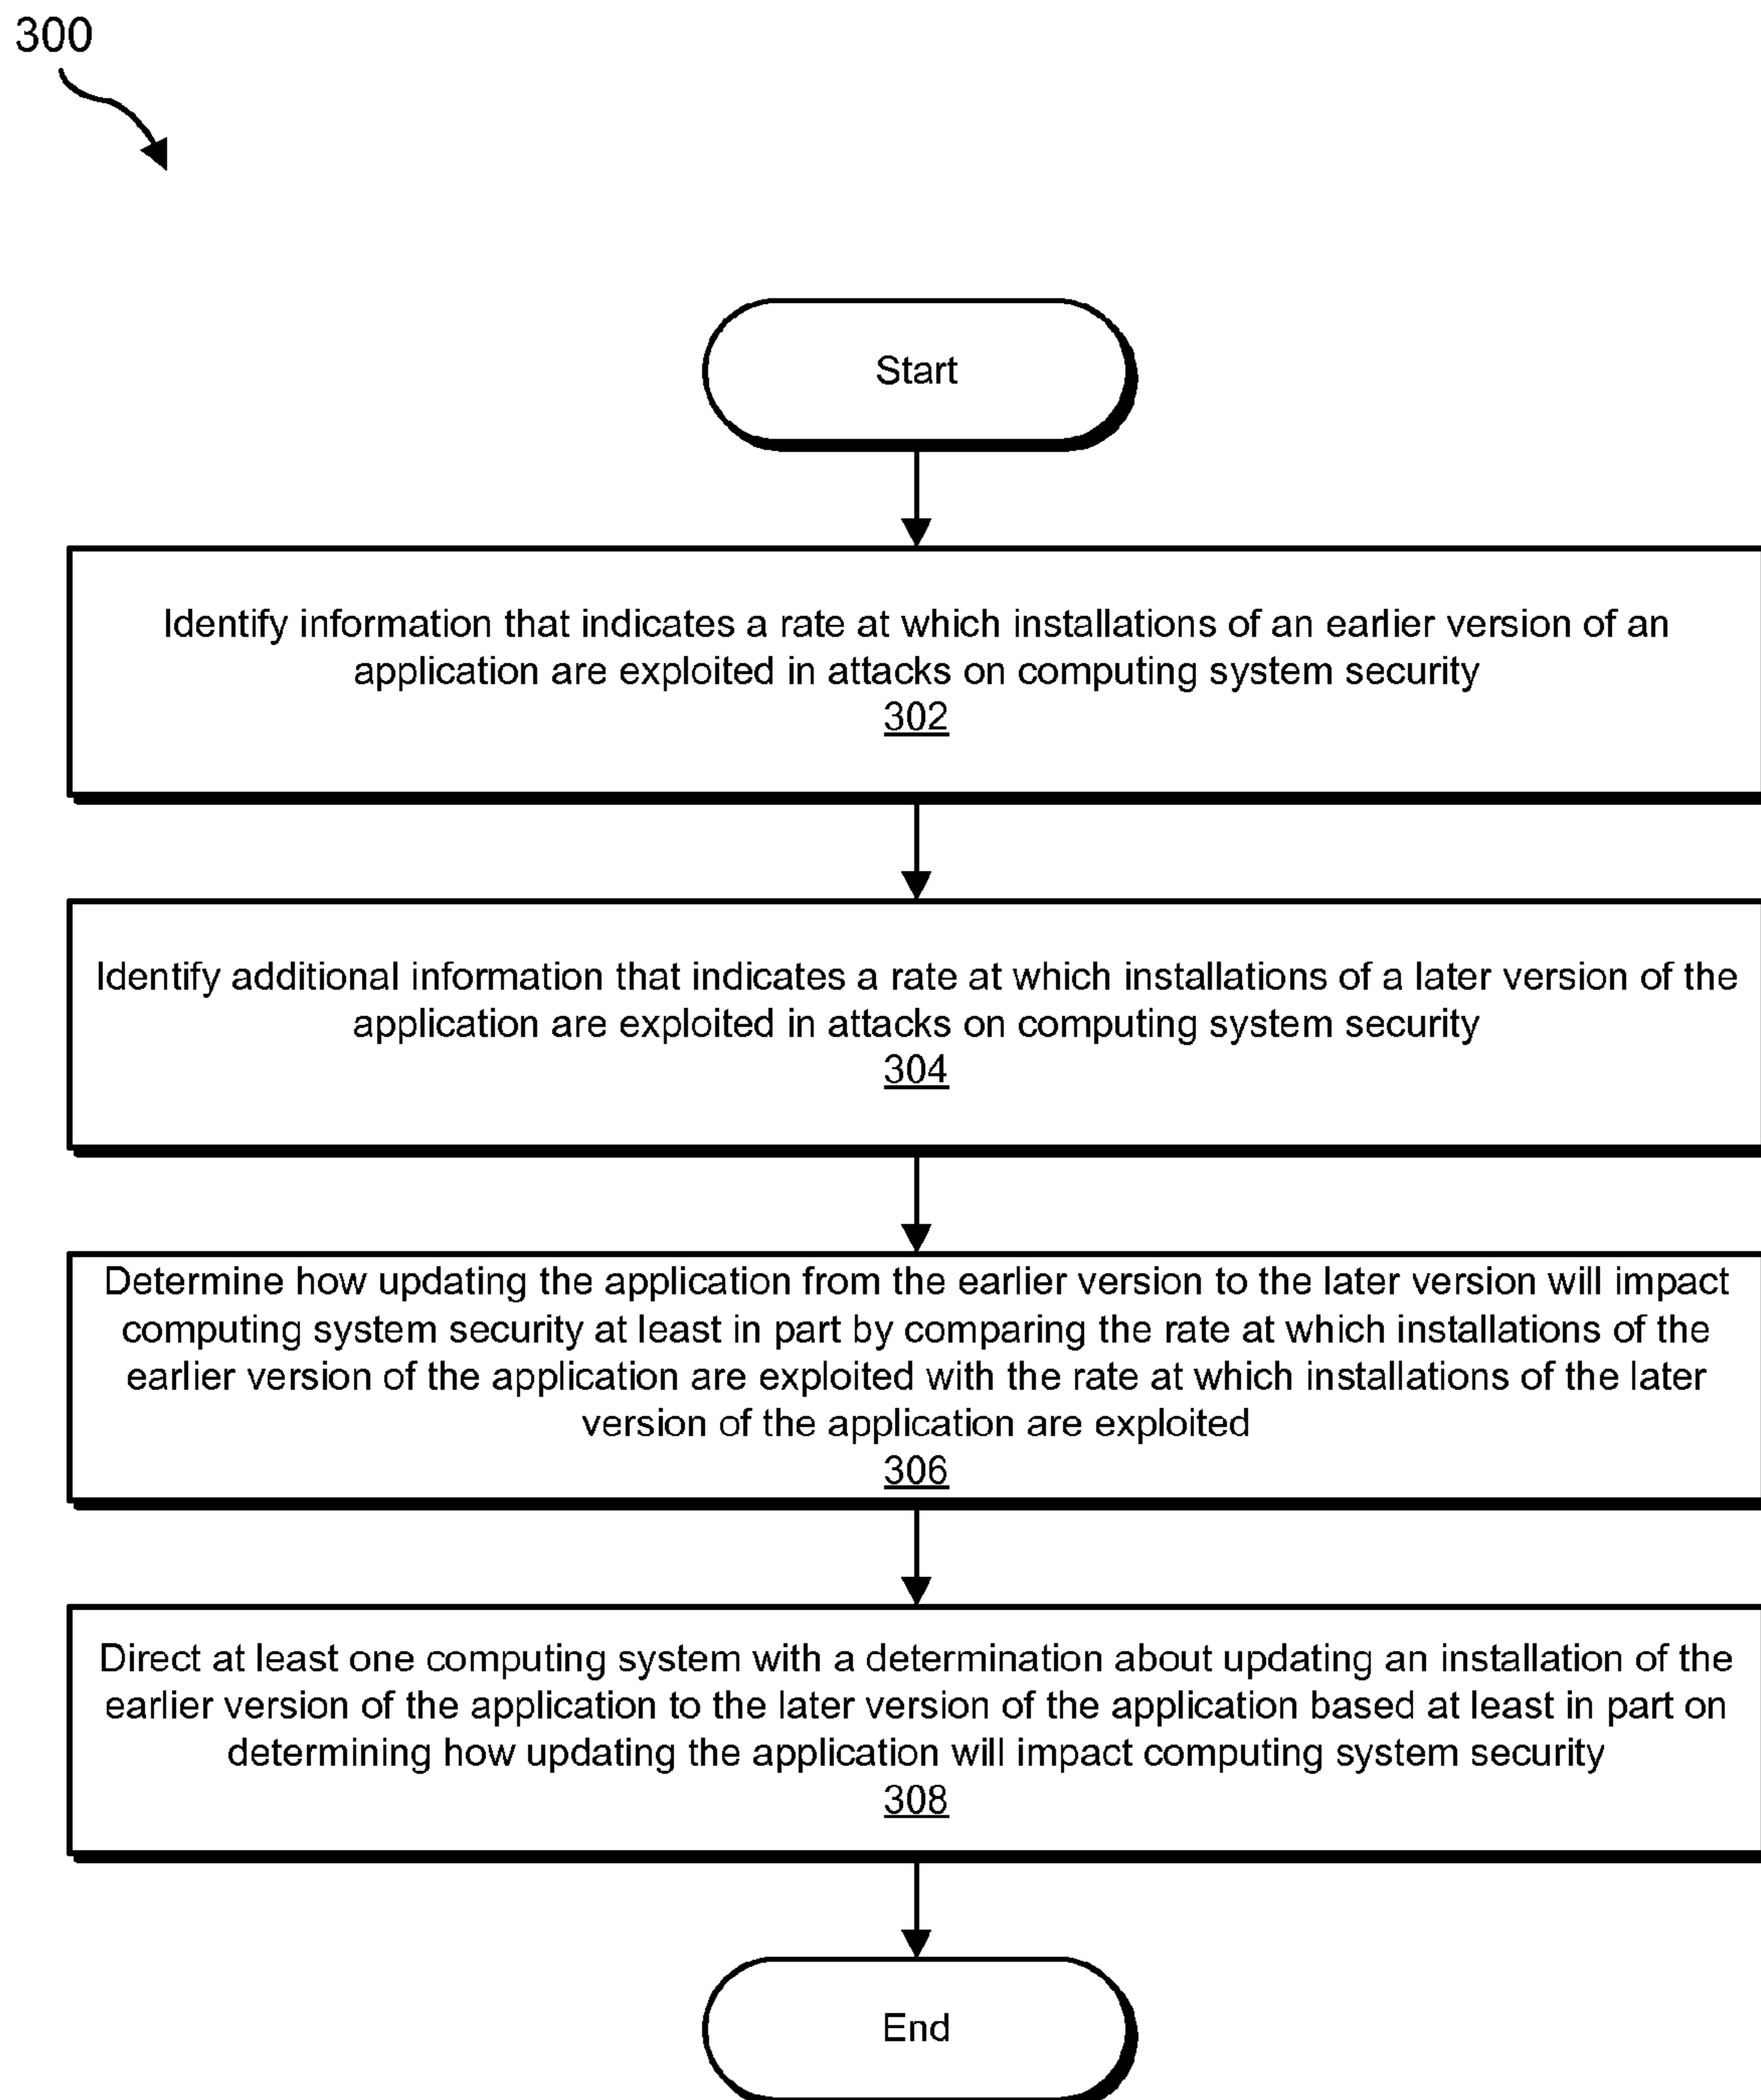 300
Start
Identify information that indicates a rate at which installations of an earlier version of an
application are exploited in attacks on computing system security
302
Identify additional information that indicates a rate at which installations of a later version of the
application are exploited in attacks on computing system security
304
Determine how updating the application from the earlier version to the later version will impact
computing system security at least in part by comparing the rate at which installations of the
earlier version of the application are exploited with the rate at which installations of the later
version of the application are exploited
306
Direct at least one computing system with a determination about updating an installation of the
earlier version of the application to the later version of the application based at least in part on
determining how updating the application will impact computing system security
308
End